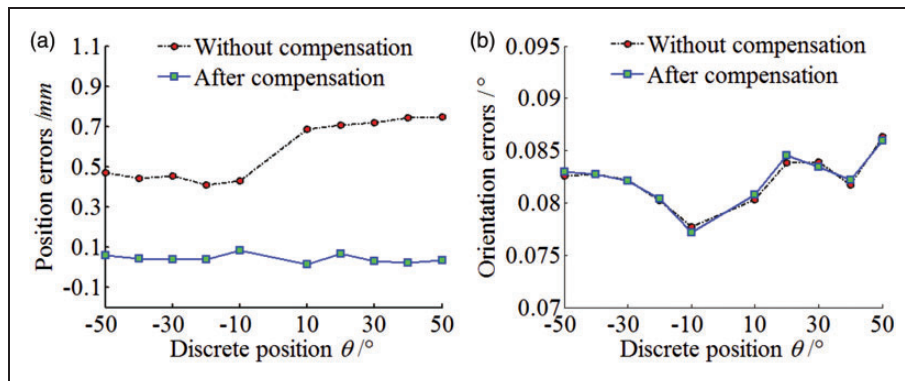 (a)
1.1
0.9
0.7
0.5
0.3
0.1
-0.1
Position errors /mm
Without compensation
After compensation
-50 -30 -10 10 30 50
Discrete position θ /°
(b)
0.095
0.09
0.085
0.08
0.075
0.07
Orientation errors /°
Without compensation
After compensation
-50 -30 -10 10 30 50
Discrete position θ /°